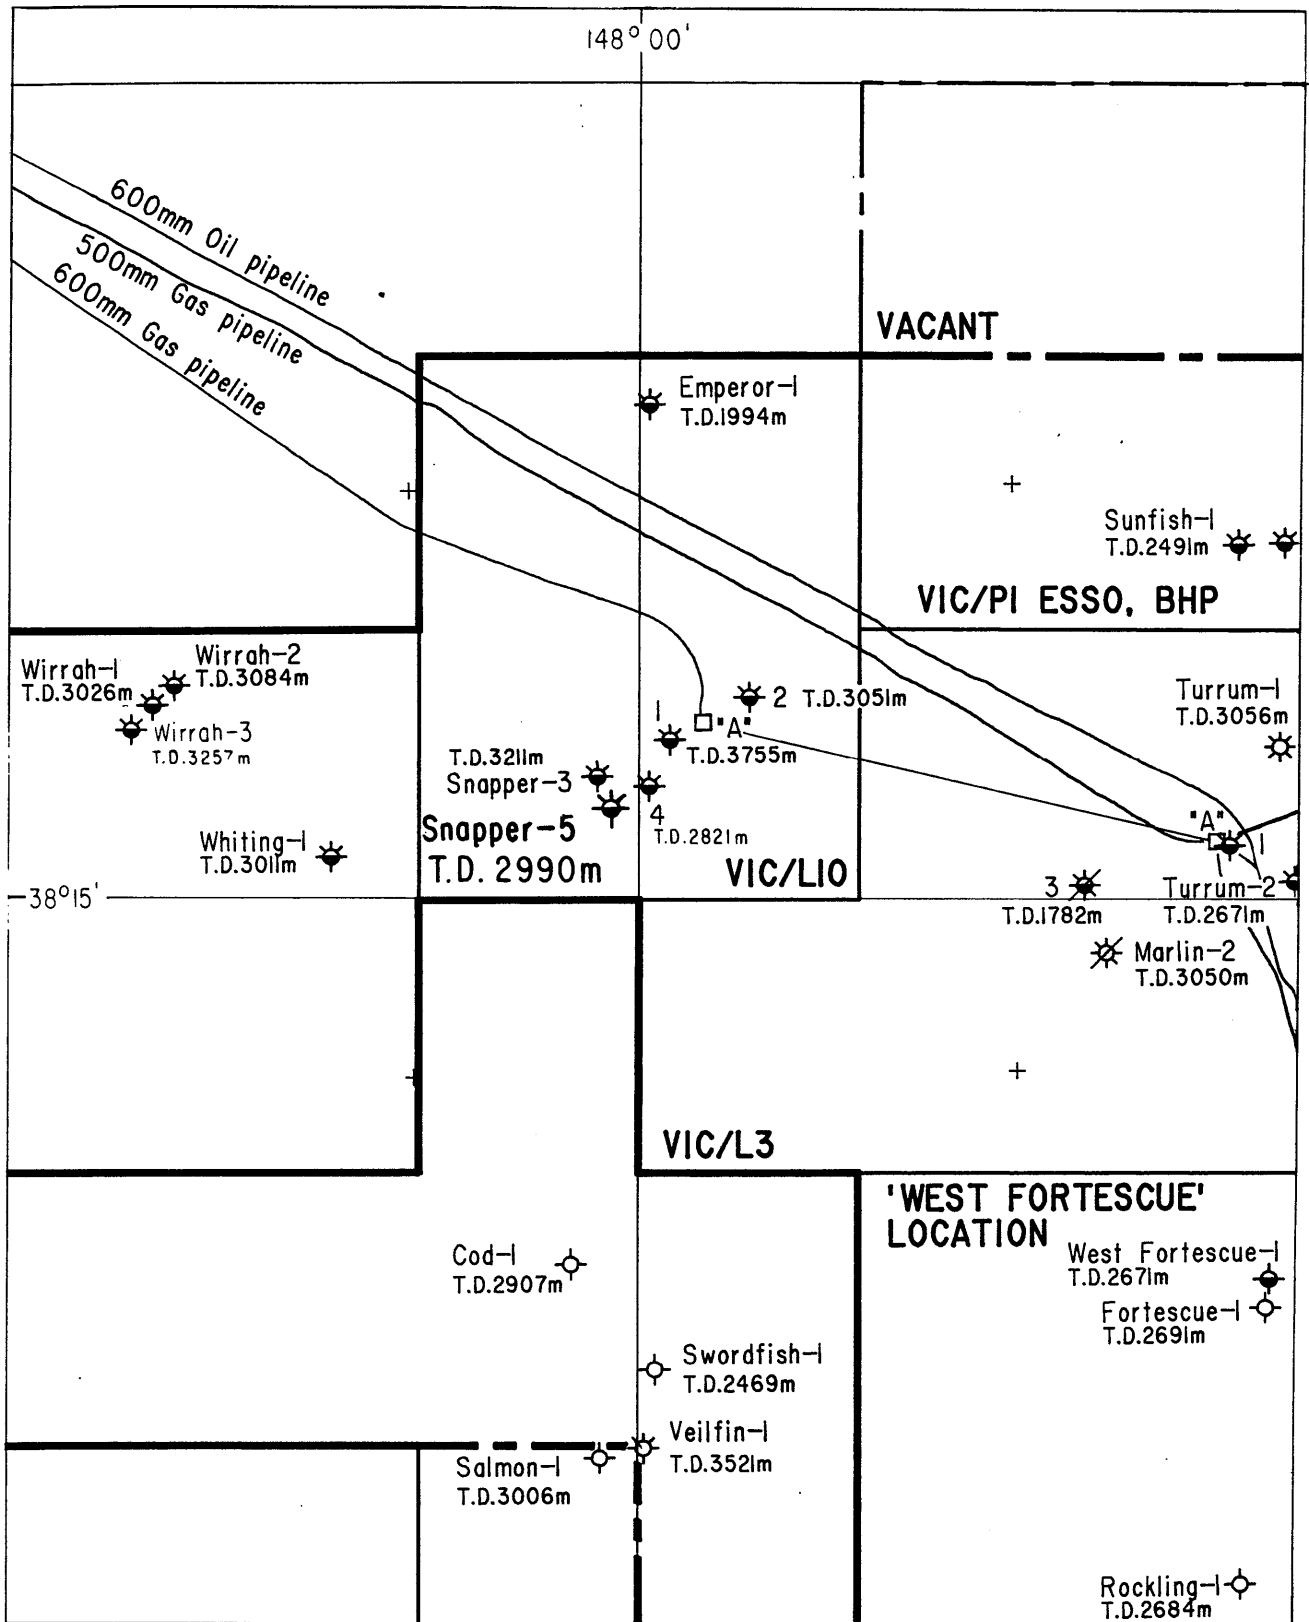 148° 00'
600mm Oil pipeline
500mm Gas pipeline
600mm Gas pipeline
VACANT
Emperor-1
T.D.1994m
Sunfish-1
T.D.2491m
VIC/P1 ESSO, BHP
Wirrah-1
T.D.3026m
Wirrah-2
T.D.3084m
Wirrah-3
T.D.3257m
2 T.D.3051m
Turrum-1
T.D.3056m
1
"A"
T.D.3755m
T.D.3211m
Snapper-3
4
T.D.2821m
Snapper-5
T.D. 2990m
VIC/L10
Whiting-1
T.D.3011m
"A"
1
38°15'
3
T.D.1782m
Turrum-2
T.D.2671m
Marlin-2
T.D.3050m
VIC/L3
'WEST FORTESCUE'
LOCATION
West Fortescue-1
T.D.2671m
Fortescue-1
T.D.2691m
Cod-1
T.D.2907m
Swordfish-1
T.D.2469m
Veilfin-1
T.D.3521m
Salmon-1
T.D.3006m
Rockling-1
T.D.2684m